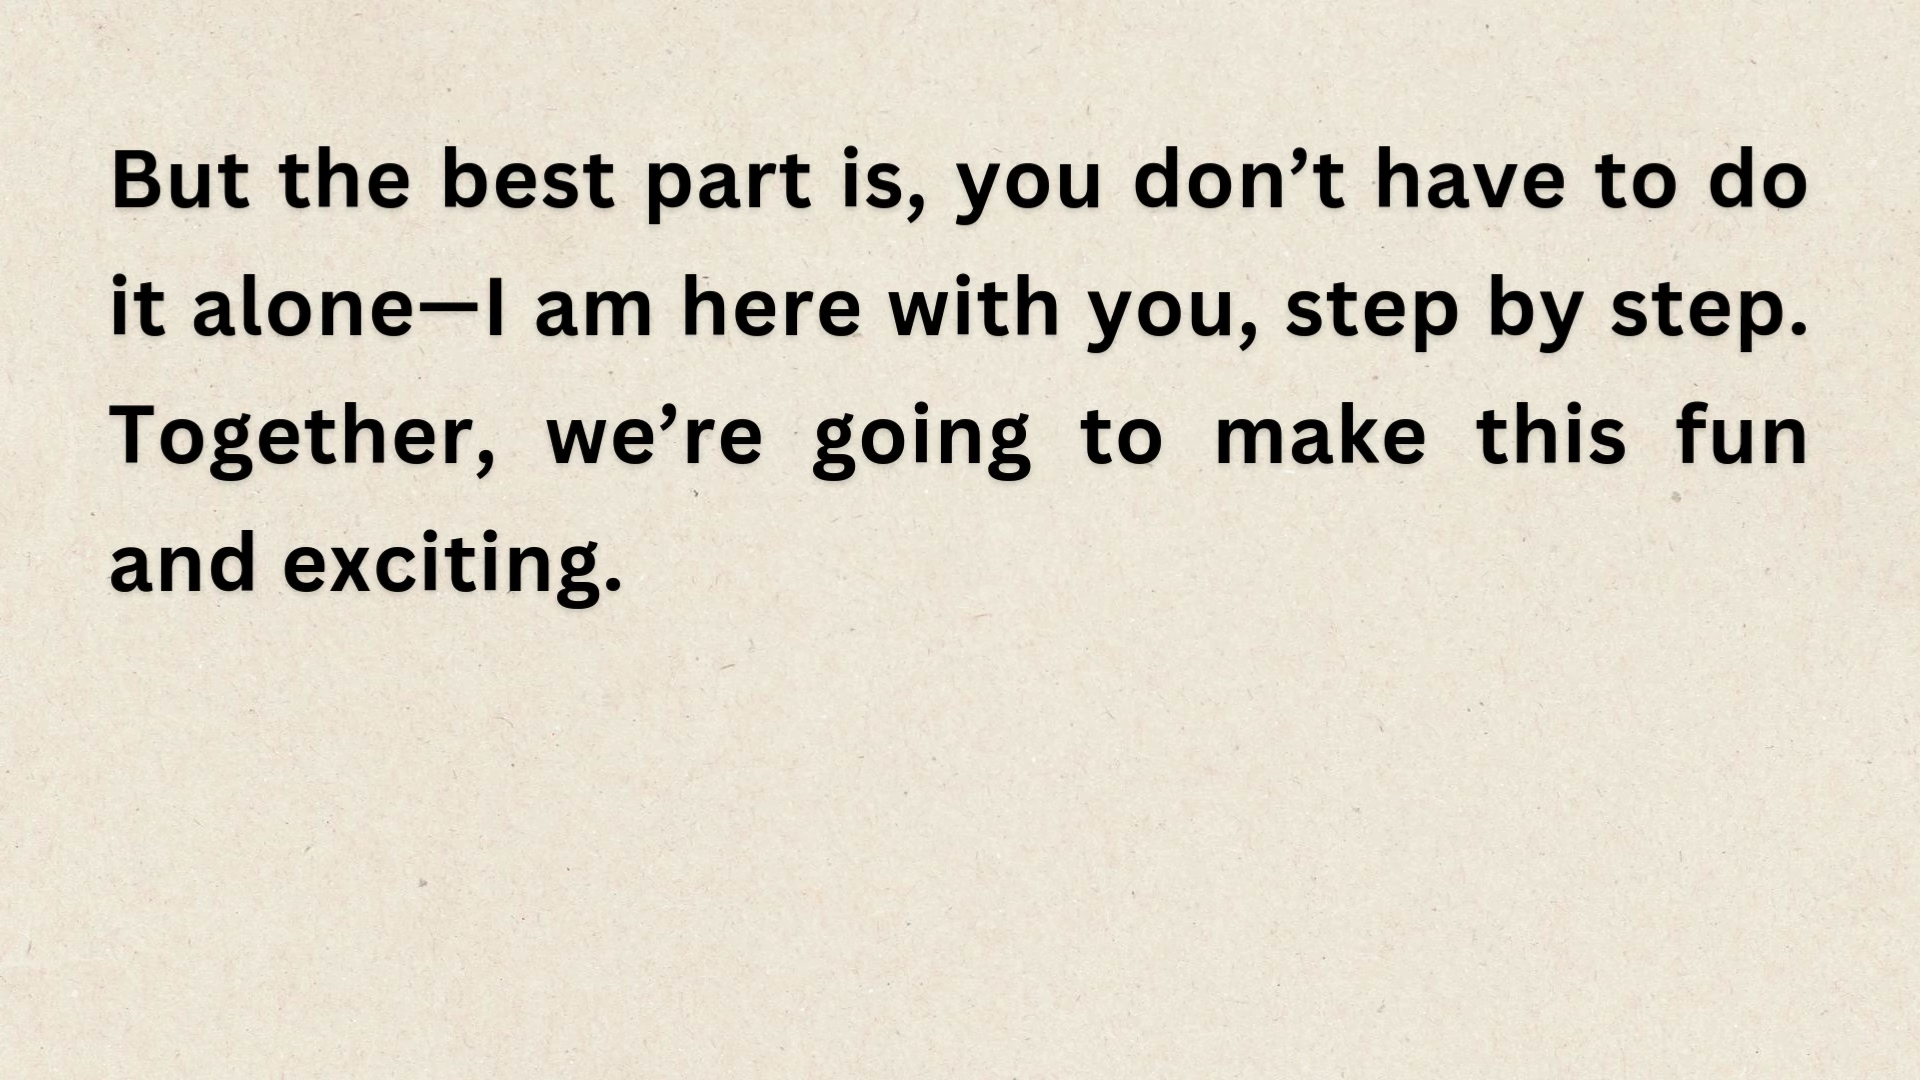 But the best part is, you don’t have to do
it alone—I am here with you, step by step.
Together, we’re going to make this fun
and exciting.